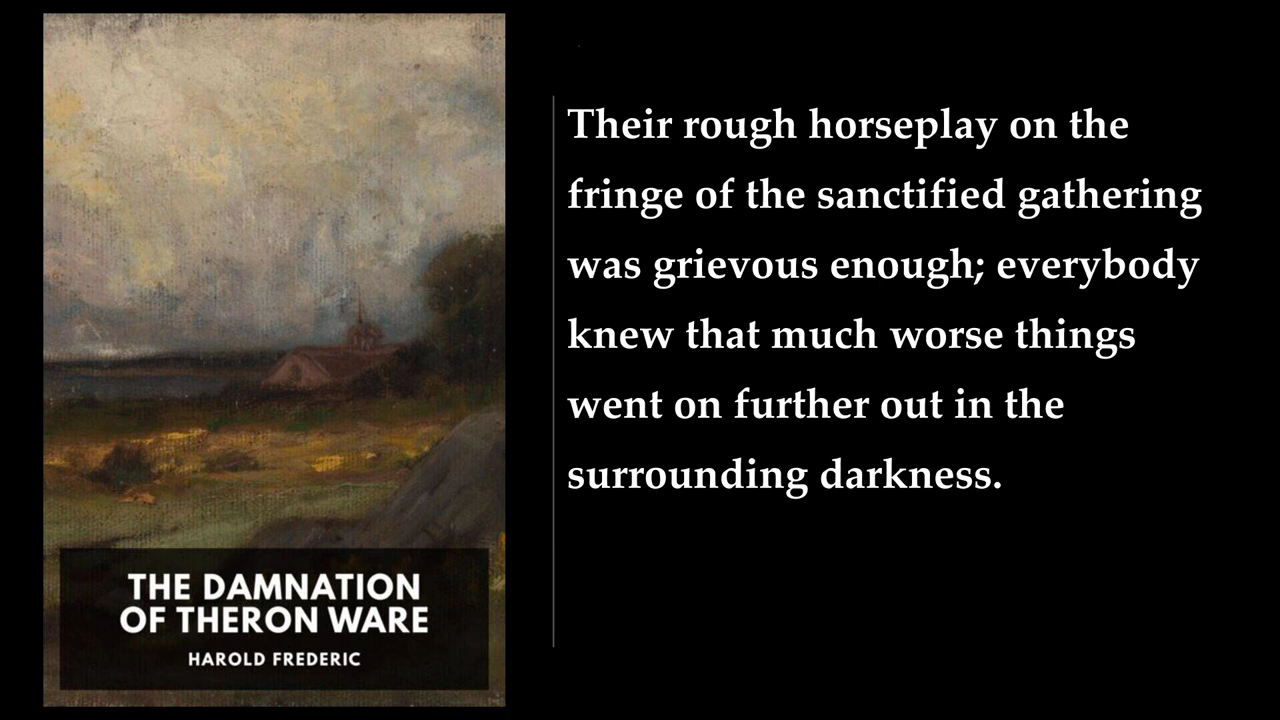 Their rough horseplay on the
fringe of the sanctified gathering
was grievous enough; everybody
knew that much worse things
went on further out in the
surrounding darkness.
THE DAMNATION
OF THERON WARE
HAROLD FREDERIC